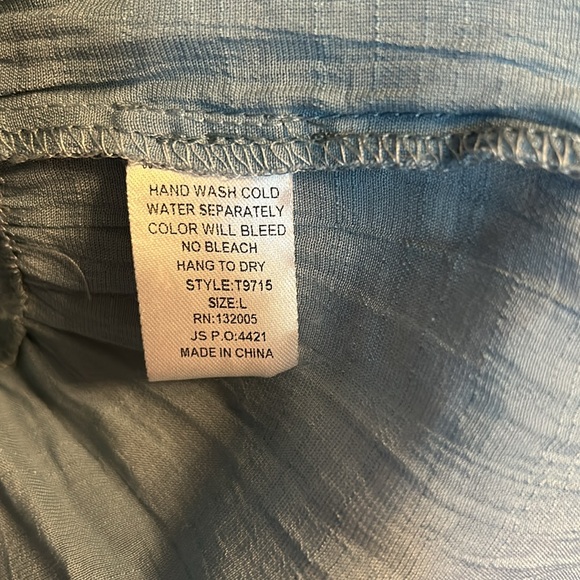 HAND WASH COLD
WATER SEPARATELY
COLOR WILL BLEED
NO BLEACH
HANG TO DRY
STYLE:T9715
SIZE:L
RN:132005
JS P.O:4421
MADE IN CHINA